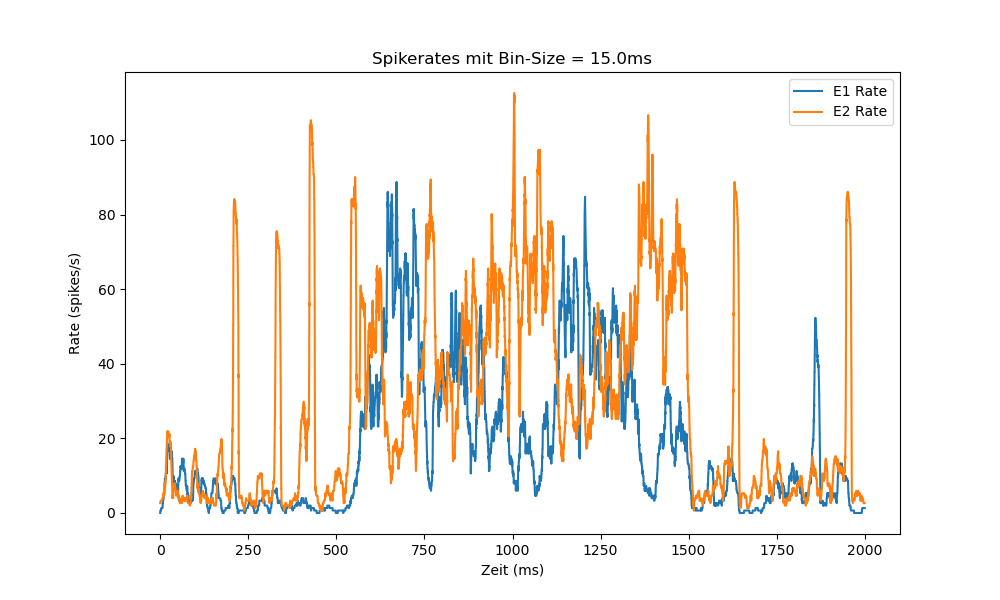 Spikerates mit Bin-Size = 15.0ms
E1 Rate
E2 Rate
Rate (spikes/s)
100
80
60
40
20
0
0 250 500 750 1000 1250 1500 1750 2000
Zeit (ms)